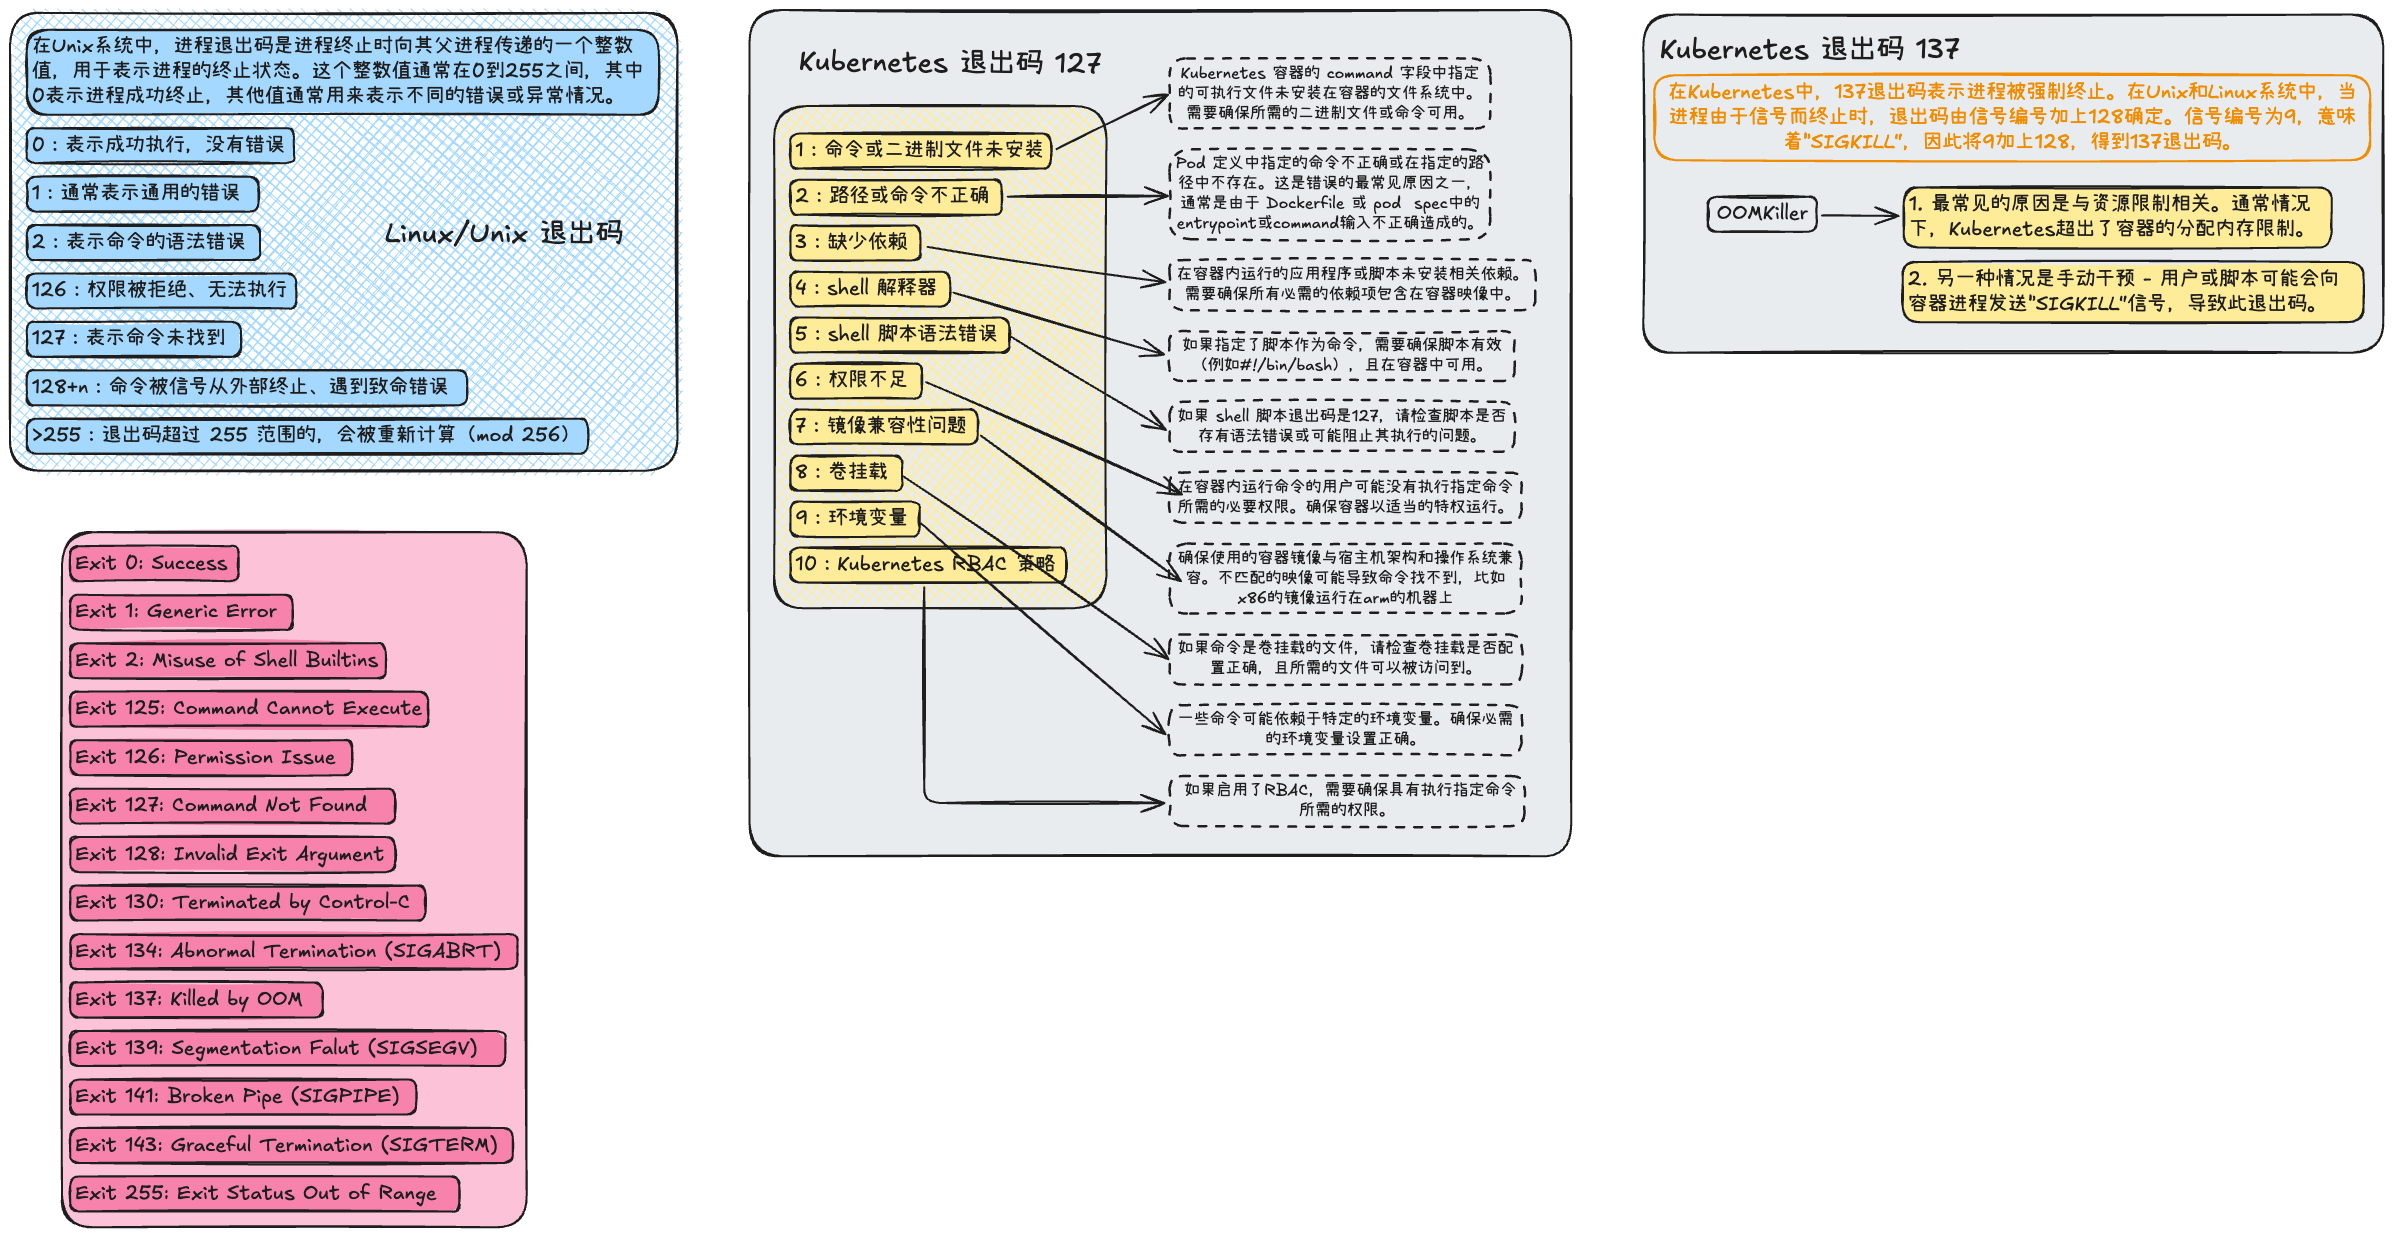 在Unix系统中，进程退出码是进程终止时向其父进程传递的一个整数
值，用于表示进程的终止状态。这个整数值通常在0到255之间，其中
0表示进程成功终止，其他值通常用来表示不同的错误或异常情况。
0：表示成功执行，没有错误
1：通常表示通用的错误
2：表示命令的语法错误
Linux/Unix 退出码
126：权限被拒绝、无法执行
127：表示命令未找到
128+n：命令被信号从外部终止、遇到致命错误
>255：退出码超过 255 范围的，会被重新计算（mod 256）
Exit 0: Success
Exit 1: Generic Error
Exit 2: Misuse of Shell Builtins
Exit 125: Command Cannot Execute
Exit 126: Permission Issue
Exit 127: Command Not Found
Exit 128: Invalid Exit Argument
Exit 130: Terminated by Control-C
Exit 134: Abnormal Termination (SIGABRT)
Exit 137: Killed by OOM
Exit 139: Segmentation Falut (SIGSEGV)
Exit 141: Broken Pipe (SIGPIPE)
Exit 143: Graceful Termination (SIGTERM)
Exit 255: Exit Status Out of Range
Kubernetes 退出码 127
1：命令或二进制文件未安装
2：路径或命令不正确
3：缺少依赖
4：shell 解释器
5：shell 脚本语法错误
6：权限不足
7：镜像兼容性问题
8：卷挂载
9：环境变量
10：Kubernetes RBAC 策略
Kubernetes 容器的 command 字段中指定
的可执行文件未安装在容器的文件系统中。
需要确保所需的二进制文件或命令可用。
Pod 定义中指定的命令不正确或在指定的路
径中不存在。这是错误的最常见原因之一，
通常是由于 Dockerfile 或 pod spec中的
entrypoint或command输入不正确造成的。
在容器内运行的应用程序或脚本未安装相关依赖。
需要确保所有必需的依赖项包含在容器映像中。
如果指定了脚本作为命令，需要确保脚本有效
（例如#!/bin/bash），且在容器中可用。
如果 shell 脚本退出码是127，请检查脚本是否
存有语法错误或可能阻止其执行的问题。
在容器内运行命令的用户可能没有执行指定命令
所需的必要权限。确保容器以适当的特权运行。
确保使用的容器镜像与宿主机架构和操作系统兼
容。不匹配的映像可能导致命令找不到，比如
x86的镜像运行在arm的机器上
如果命令是卷挂载的文件，请检查卷挂载是否配
置正确，且所需的文件可以被访问到。
一些命令可能依赖于特定的环境变量。确保必需
的环境变量设置正确。
如果启用了RBAC，需要确保具有执行指定命令
所需的权限。
Kubernetes 退出码 137
在Kubernetes中，137退出码表示进程被强制终止。在Unix和Linux系统中，当
进程由于信号而终止时，退出码由信号编号加上128确定。信号编号为9，意味
着"SIGKILL"，因此将9加上128，得到137退出码。
OOMKiller
1. 最常见的原因是与资源限制相关。通常情况
下，Kubernetes超出了容器的分配内存限制。
2. 另一种情况是手动干预 - 用户或脚本可能会向
容器进程发送"SIGKILL"信号，导致此退出码。